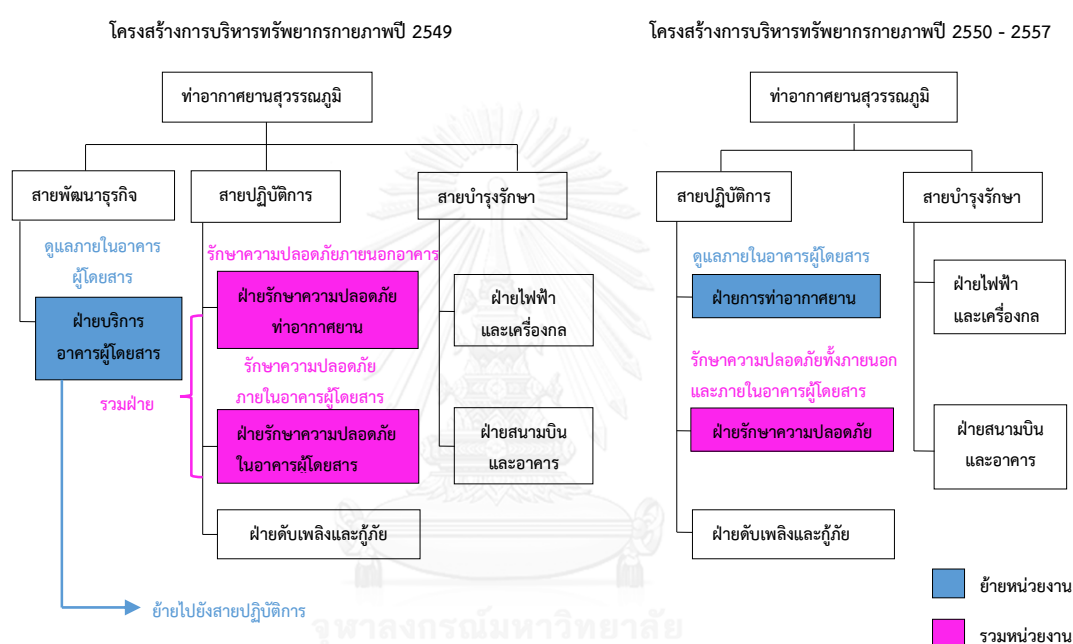 โครงสร้างการบริหารทรัพยากรกายภาพปี 2549
ท่าอากาศยานสุวรรณภูมิ
สายพัฒนาธุรกิจ
สายปฏิบัติการ
สายบำรุงรักษา
ดูแลภายในอาคาร
ผู้โดยสาร
ฝ่ายบริการ
อาคารผู้โดยสาร
รักษาความปลอดภัยภายนอกอาคาร
ฝ่ายรักษาความปลอดภัย
ท่าอากาศยาน
รวมฝ่าย
รักษาความปลอดภัย
ภายในอาคารผู้โดยสาร
ฝ่ายรักษาความปลอดภัย
ในอาคารผู้โดยสาร
ฝ่ายดับเพลิงและกู้ภัย
ฝ่ายไฟฟ้า
และเครื่องกล
ฝ่ายสนามบิน
และอาคาร
ย้ายไปยังสายปฏิบัติการ
โครงสร้างการบริหารทรัพยากรกายภาพปี 2550 - 2557
ท่าอากาศยานสุวรรณภูมิ
สายปฏิบัติการ
สายบำรุงรักษา
ดูแลภายในอาคารผู้โดยสาร
ฝ่ายการท่าอากาศยาน
รักษาความปลอดภัยทั้งภายนอก
และภายในอาคารผู้โดยสาร
ฝ่ายรักษาความปลอดภัย
ฝ่ายดับเพลิงและกู้ภัย
ฝ่ายไฟฟ้า
และเครื่องกล
ฝ่ายสนามบิน
และอาคาร
ย้ายหน่วยงาน
รวมหน่วยงาน
จุฬาลงกรณ์มหาวิทยาลัย